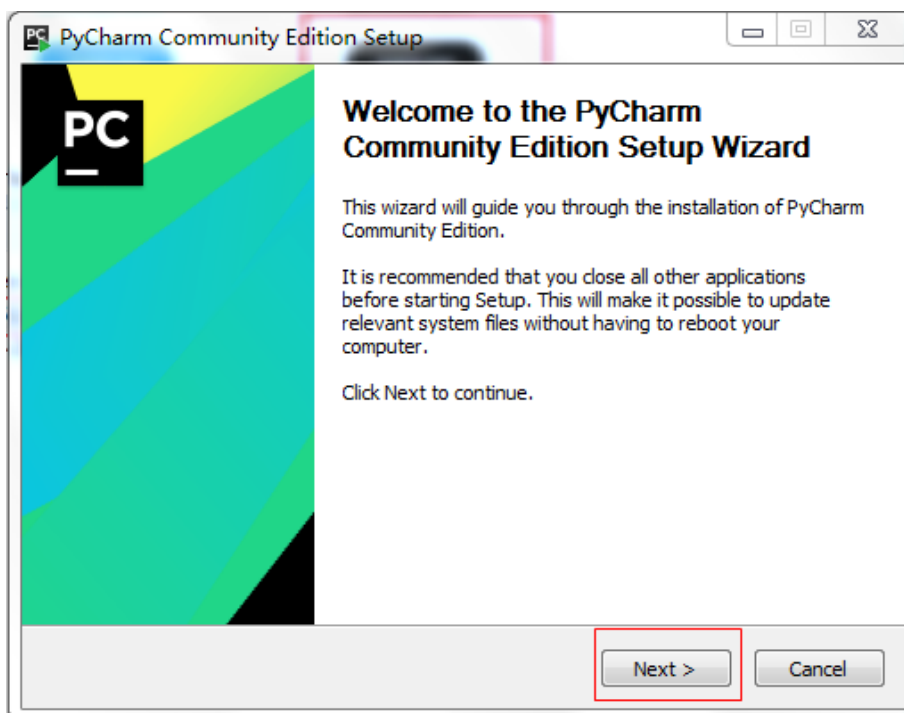 PyCharm Community Edition Setup
PC
Welcome to the PyCharm
Community Edition Setup Wizard
This wizard will guide you through the installation of PyCharm
Community Edition.
It is recommended that you close all other applications
before starting Setup. This will make it possible to update
relevant system files without having to reboot your
computer.
Click Next to continue.
Next >
Cancel